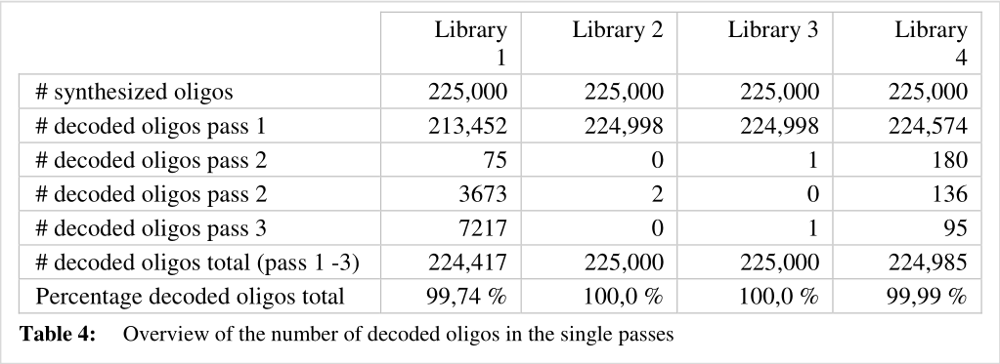 Library 1 Library 2 Library 3 Library 4
# synthesized oligos 225,000 225,000 225,000 225,000
# decoded oligos pass 1 213,452 224,998 224,998 224,574
# decoded oligos pass 2 75 0 1 180
# decoded oligos pass 2 3673 2 0 136
# decoded oligos pass 3 7217 0 1 95
# decoded oligos total (pass 1 -3) 224,417 225,000 225,000 224,985
Percentage decoded oligos total 99,74 % 100,0 % 100,0 % 99,99 %
Table 4: Overview of the number of decoded oligos in the single passes